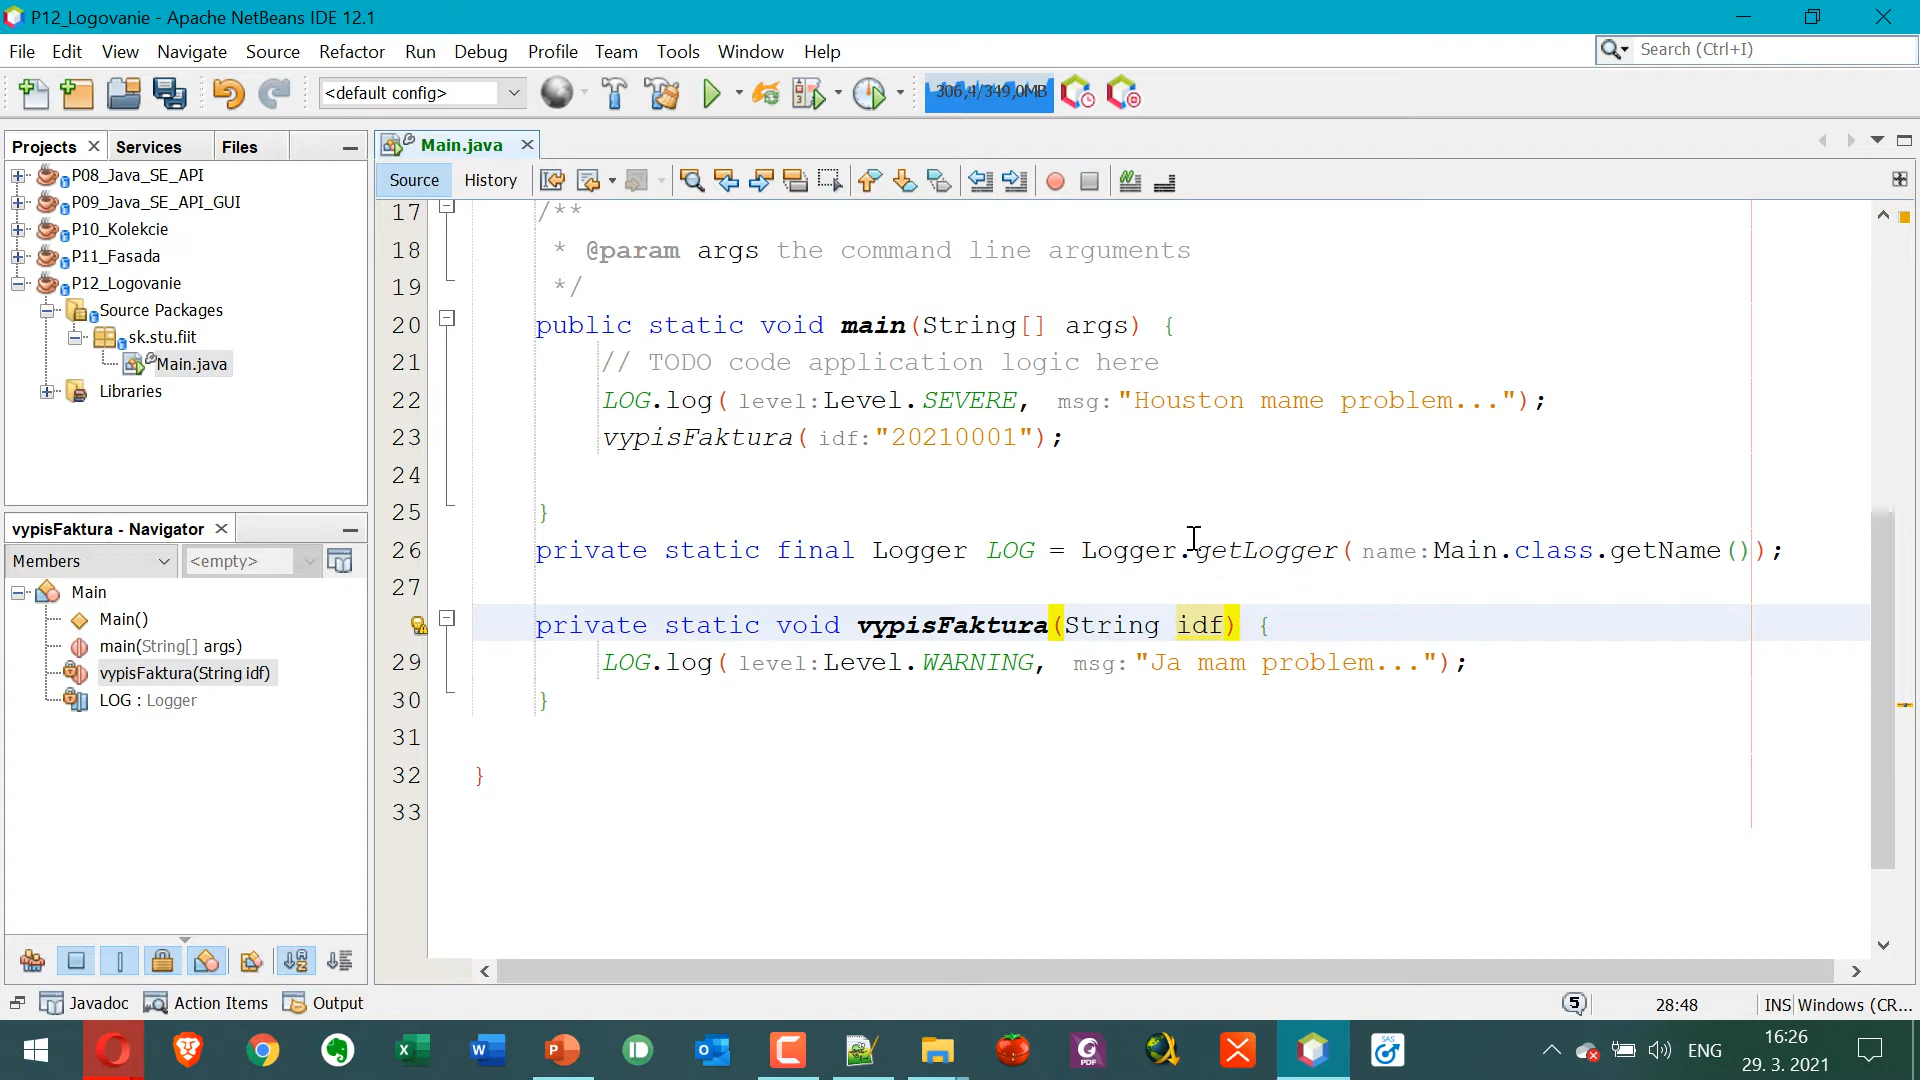 P12_Logovanie - Apache NetBeans IDE 12.1
File Edit View Navigate Source Refactor Run Debug Profile Team Tools Window Help
Search (Ctrl+I)
<default config>
306,4/349,0MB
Projects Services Files
P08_Java_SE_API
P09_Java_SE_API_GUI
P10_Kolekcie
P11_Fasada
P12_Logovanie
Source Packages
sk.stu.fiit
Main.java
Libraries
vypisFaktura - Navigator
Members <empty>
Main
Main()
main(String[] args)
vypisFaktura(String idf)
LOG : Logger
Main.java
Source History
17 /**
18 * @param args the command line arguments
19 */
20 public static void main(String[] args) {
21 // TODO code application logic here
22 LOG.log(level:Level.SEVERE, msg:"Houston mame problem...");
23 vypisFaktura(idf:"20210001");
24
25 }
26 private static final Logger LOG = Logger.getLogger(name:Main.class.getName());
27
private static void vypisFaktura(String idf) {
29 LOG.log(level:Level.WARNING, msg:"Ja mam problem...");
30 }
31
32 }
33
Javadoc Action Items Output
5 28:48 INS Windows (CR...
ENG
16:26
29. 3. 2021